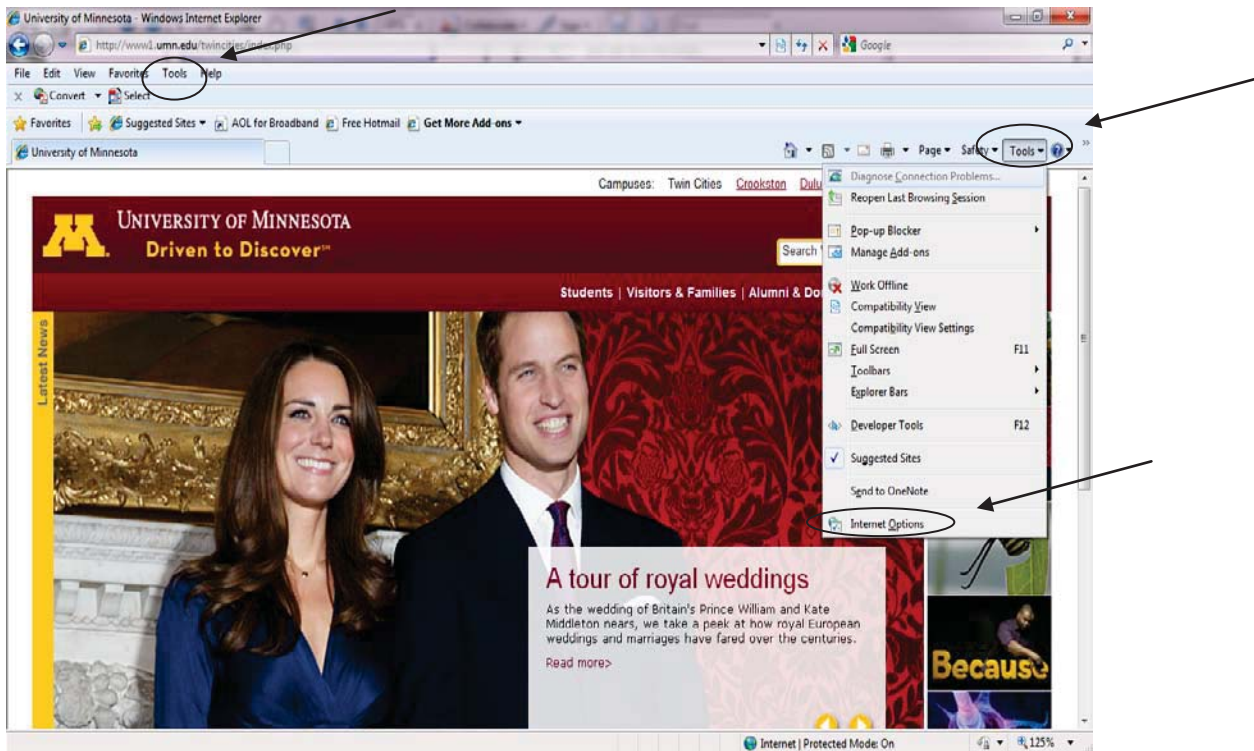 University of Minnesota - Windows Internet Explorer
http://www1.umn.edu/twincities/index.php
Google
File Edit View Favorites Tools Help
X Convert Select
Favorites Suggested Sites AOL for Broadband Free Hotmail Get More Add-ons
University of Minnesota
Page Safety Tools
Campuses: Twin Cities Crookston
UNIVERSITY OF MINNESOTA
Driven to Discover℠
Search
Students | Visitors & Families | Alumni &
Latest News
Diagnose Connection Problems...
Reopen Last Browsing Session
Pop-up Blocker
Manage Add-ons
Work Offline
Compatibility View
Compatibility View Settings
Full Screen F11
Toolbars
Explorer Bars
Developer Tools F12
Suggested Sites
Send to OneNote
Internet Options
A tour of royal weddings
As the wedding of Britain's Prince William and Kate
Middleton nears, we take a peek at how royal European
weddings and marriages have fared over the centuries.
Read more>
Because
Internet | Protected Mode: On
125%